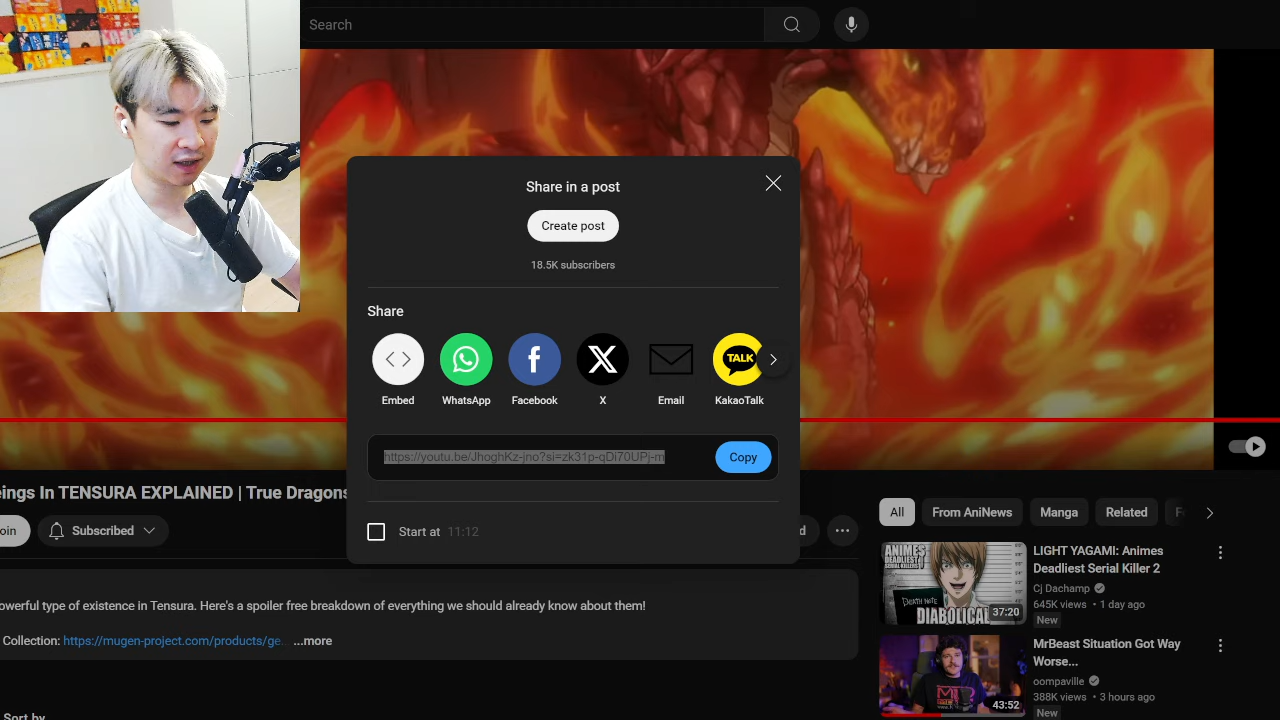 Search
Share in a post
Create post
18.5K subscribers
Share
Embed
WhatsApp
Facebook
X
Email
TALK
KakaoTalk
https://youtu.be/JhoghKz-jno?si=zk31p-qDi70UPj-m
Copy
Start at 11:12
eings In TENSURA EXPLAINED | True Dragons
oin
Subscribed
d
...
owerful type of existence in Tensura. Here's a spoiler free breakdown of everything we should already know about them!
Collection: https://mugen-project.com/products/ge... ...more
Sort by
All
From AniNews
Manga
Related
LIGHT YAGAMI: Animes
Deadliest Serial Killer 2
Cj Dachamp
645K views • 1 day ago
New
ANIMES
DEADLIEST
SERIAL KILLERS
DEATH NOTE
DIABOLICAL
37:20
MrBeast Situation Got Way
Worse...
oompaville
388K views • 3 hours ago
New
43:52